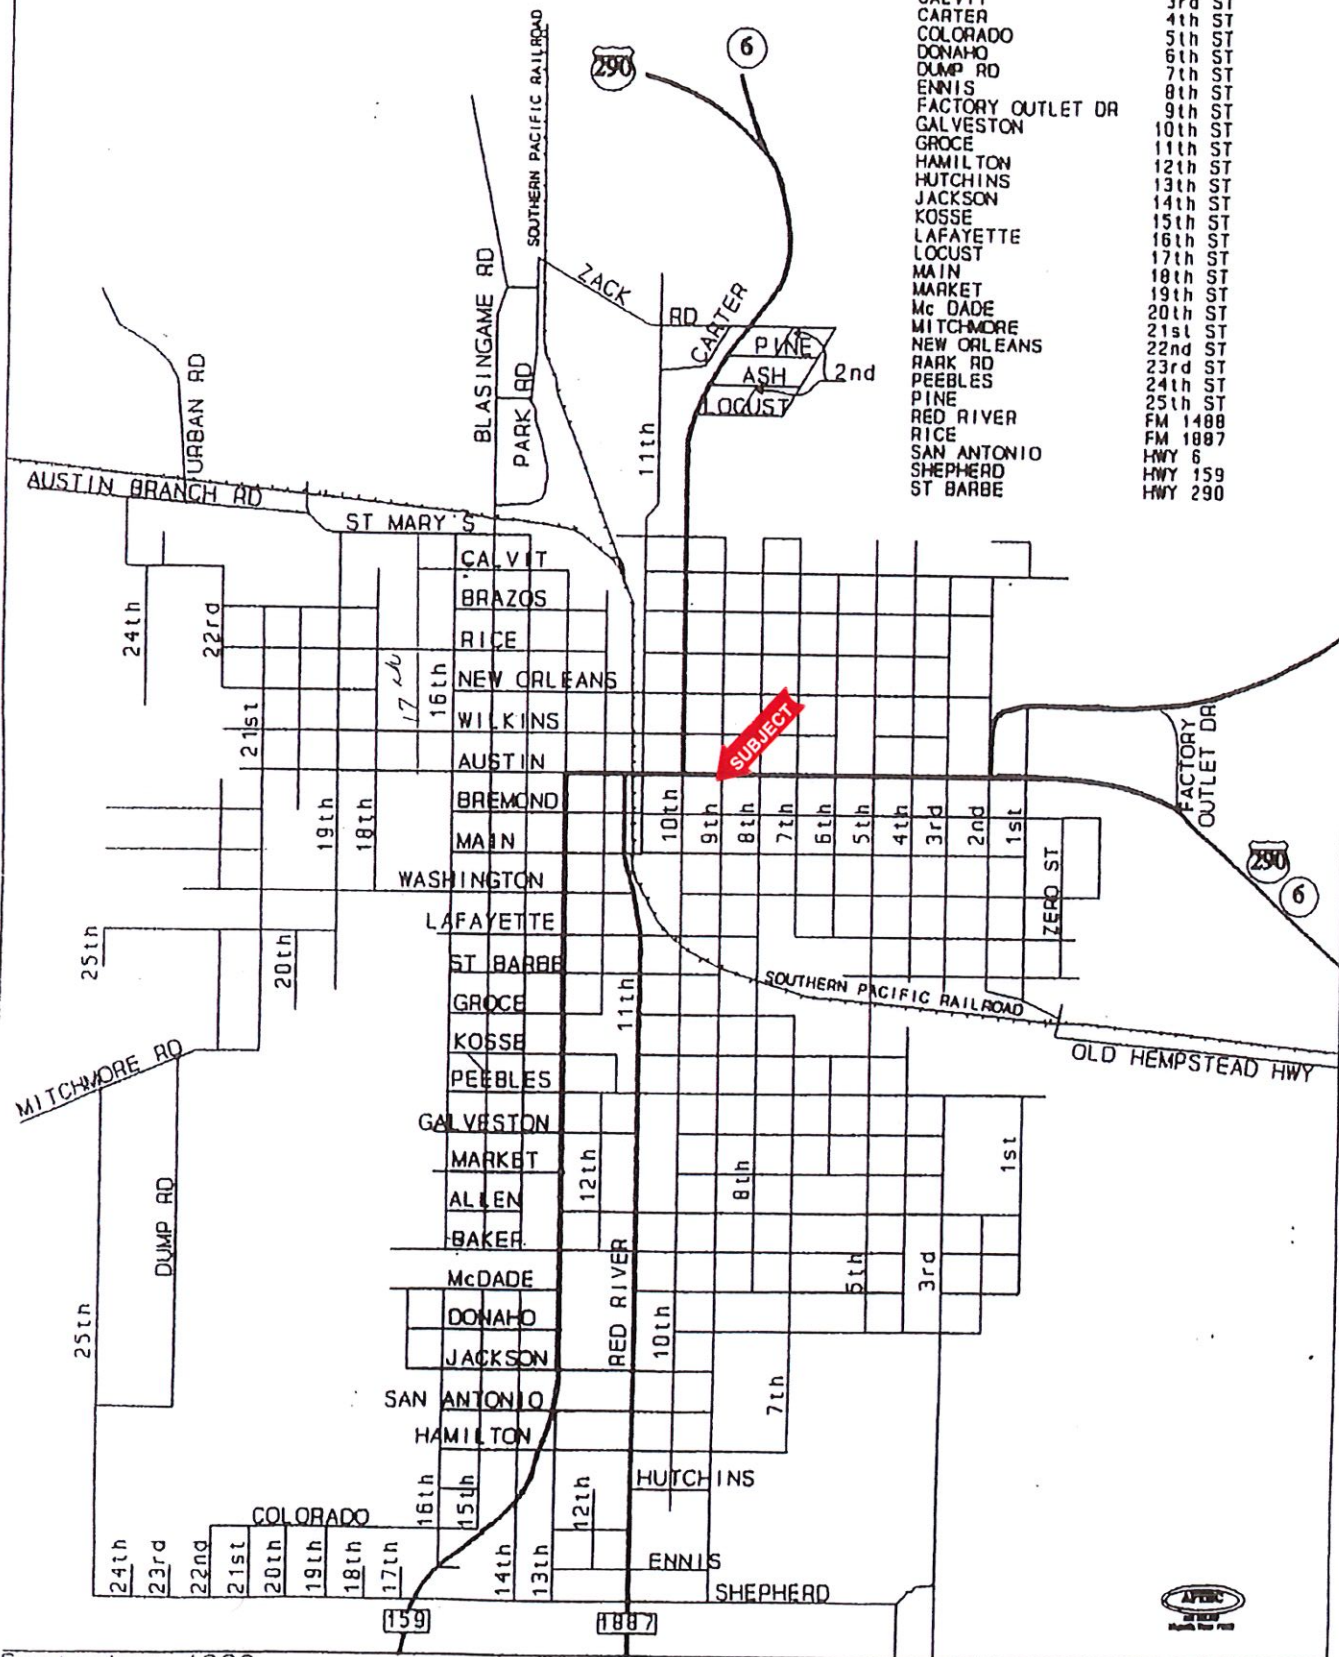 CALVIT 3rd ST
CARTER 4th ST
COLORADO 5th ST
DONAHO 6th ST
DUMP RD 7th ST
ENNIS 8th ST
FACTORY OUTLET DR 9th ST
GALVESTON 10th ST
GROCE 11th ST
HAMILTON 12th ST
HUTCHINS 13th ST
JACKSON 14th ST
KOSSE 15th ST
LAFAYETTE 16th ST
LOCUST 17th ST
MAIN 18th ST
MARKET 19th ST
Mc DADE 20th ST
MITCHMORE 21st ST
NEW ORLEANS 22nd ST
RARK RD 23rd ST
PEEBLES 24th ST
PINE 25th ST
RED RIVER FM 1488
RICE FM 1887
SAN ANTONIO HWY 6
SHEPHERD HWY 159
ST BARBE HWY 290
290
6
SOUTHERN PACIFIC RAILROAD
ZACK RD
CARTER
PINE
ASH
2nd
LOCUST
URBAN RD
BLASINGAME RD
PARK RD
11th
AUSTIN BRANCH RD
ST MARY'S
CALVIT
BRAZOS
RICE
NEW ORLEANS
WILKINS
AUSTIN
BREMOND
MAIN
WASHINGTON
LAFAYETTE
ST BARBE
GROCE
KOSSE
PEEBLES
GALVESTON
MARKET
ALLEN
BAKER
McDADE
DONAHO
JACKSON
SAN ANTONIO
HAMILTON
24th
22rd
21st
17th
16th
SUBJECT
19th
18th
10th
9th
8th
7th
6th
5th
4th
3rd
2nd
1st
FACTORY
OUTLET DR
290
6
ZERO ST
25th
20th
11th
SOUTHERN PACIFIC RAILROAD
OLD HEMPSTEAD HWY
MITCHMORE RD
DUMP RD
25th
12th
8th
1st
RED RIVER
10th
5th
3rd
7th
HUTCHINS
16th
15th
12th
COLORADO
24th
23rd
22nd
21st
20th
19th
18th
17th
14th
13th
ENNIS
SHEPHERD
159
1887